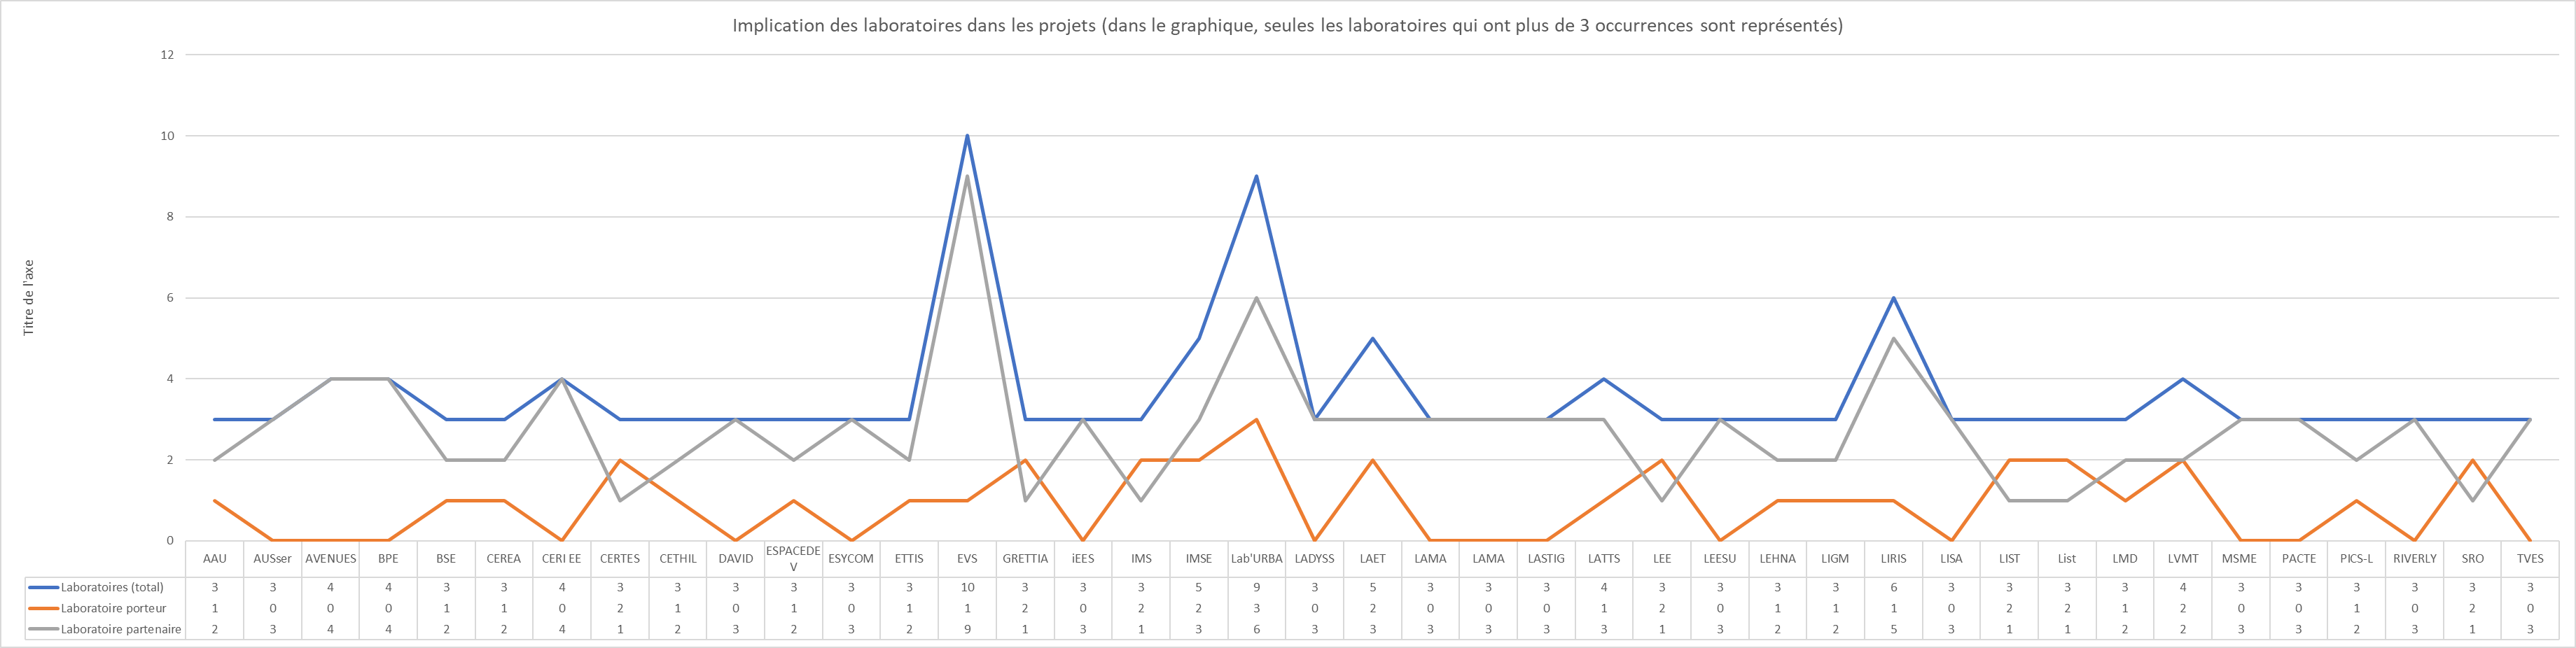 Implication des laboratoires dans les projets (dans le graphique, seules les laboratoires qui ont plus de 3 occurrences sont représentés)
12
10
8
6
4
2
0
Titre de l'axe
AAU AUSser AVENUES BPE BSE CEREA CERI EE CERTES CETHIL DAVID ESPACEDE ESYCOM ETTIS EVS GRETTIA iEES IMS IMSE Lab'URBA LADYSS LAET LAMA LAMA LASTIG LATTS LEE LEESU LEHNA LIGM LIRIS LISA LIST List LMD LVMT MSME PACTE PICS-L RIVERLY SRO TVES
V
Laboratoires (total) 3 3 4 4 3 3 4 3 3 3 3 3 3 10 3 3 3 5 9 3 5 3 3 3 4 3 3 3 3 6 3 3 3 3 4 3 3 3 3 3 3
Laboratoire porteur 1 0 0 0 1 1 0 2 1 0 1 0 1 1 2 0 2 2 3 0 2 0 0 0 1 2 0 1 1 1 0 2 2 1 2 0 0 1 0 2 0
Laboratoire partenaire 2 3 4 4 2 2 4 1 2 3 2 3 2 9 1 3 1 3 6 3 3 3 3 3 3 1 3 2 2 5 3 1 1 2 2 3 3 2 3 1 3